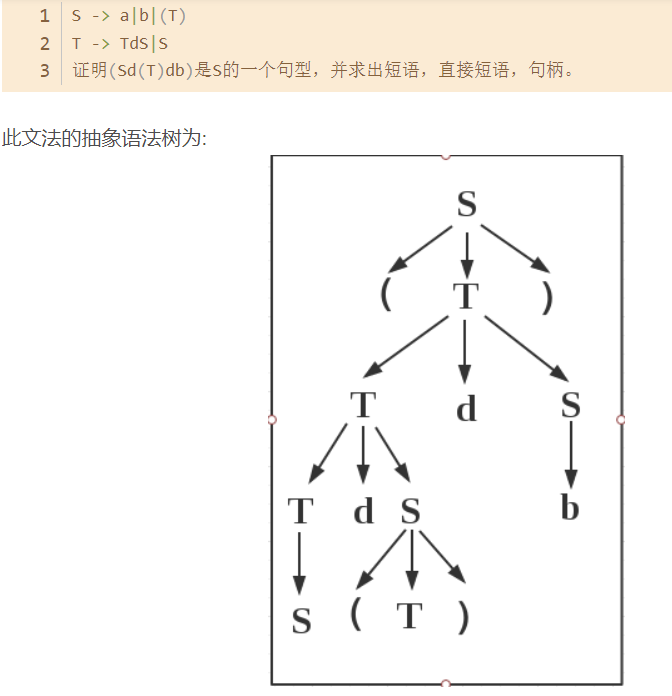 1 S -> a|b|(T)
2 T -> TdS|S
3 证明(Sd(T)db)是S的一个句型，并求出短语，直接短语，句柄。
此文法的抽象语法树为:
S
( T )
T d S
T d S b
S ( T )